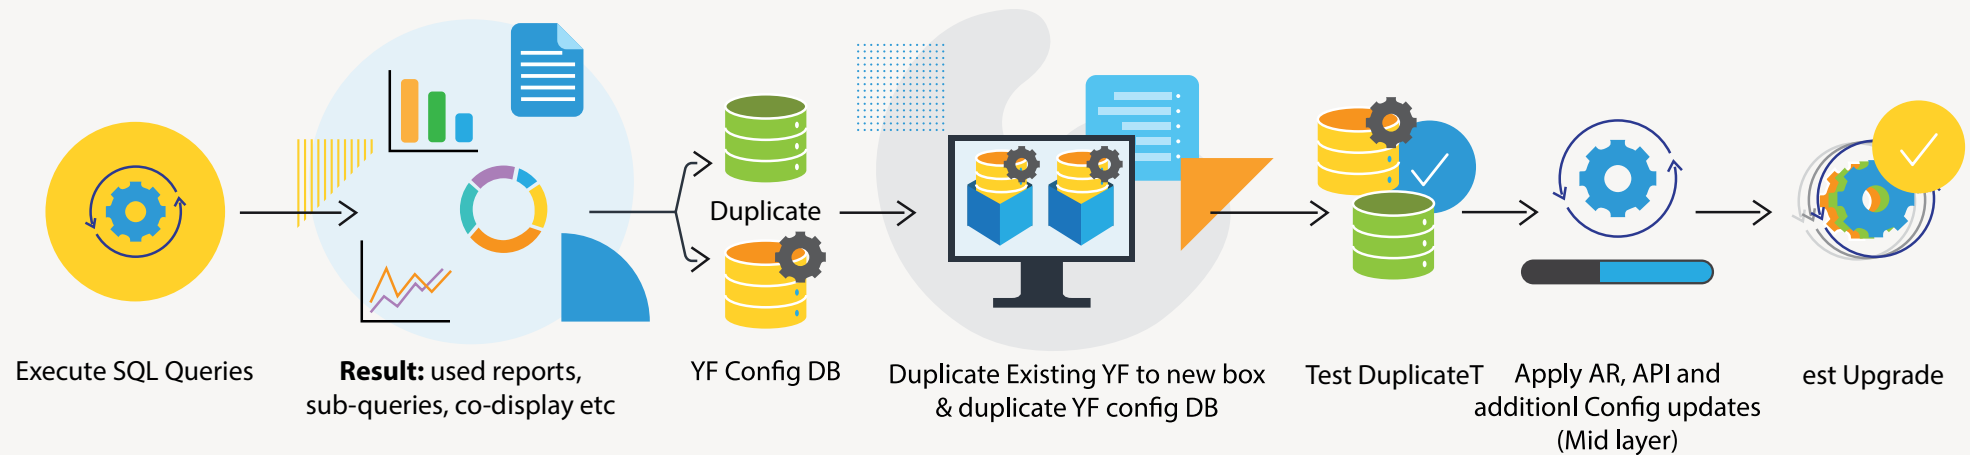 Execute SQL Queries
Result: used reports,
sub-queries, co-display etc
Duplicate
YF Config DB
Duplicate Existing YF to new box
& duplicate YF config DB
Test DuplicateT
Apply AR, API and
additionl Config updates
(Mid layer)
est Upgrade